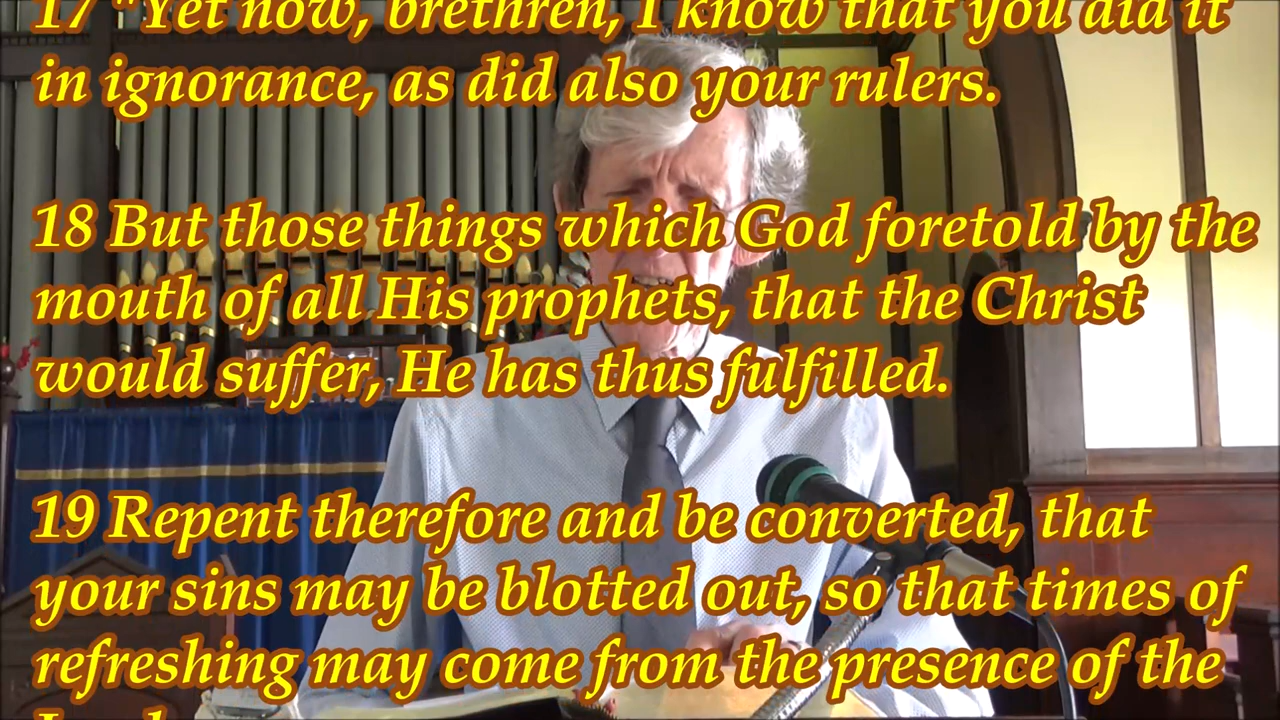 17 "Yet now, brethren, I know that you did it
in ignorance, as did also your rulers.
18 But those things which God foretold by the
mouth of all His prophets, that the Christ
would suffer, He has thus fulfilled.
19 Repent therefore and be converted, that
your sins may be blotted out, so that times of
refreshing may come from the presence of the